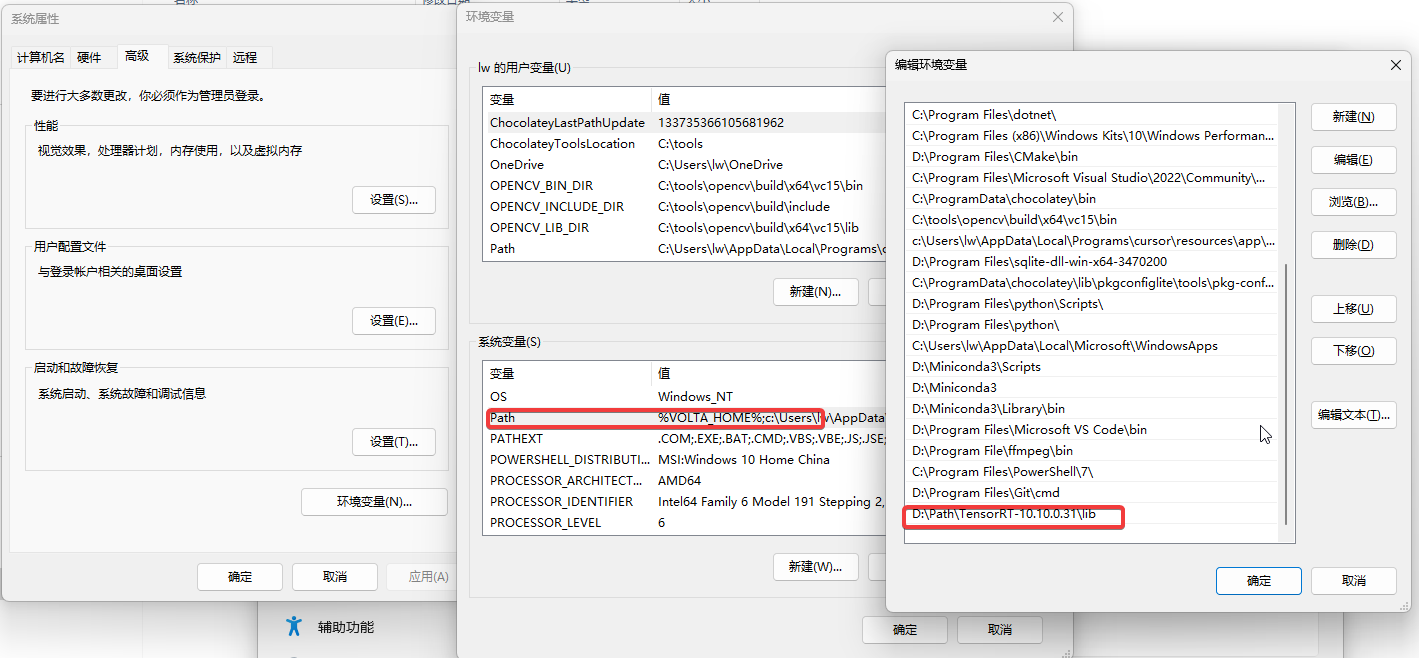 系统属性
计算机名 硬件 高级 系统保护 远程
要进行大多数更改，你必须作为管理员登录。
性能
视觉效果，处理器计划，内存使用，以及虚拟内存
设置(S)...
用户配置文件
与登录帐户相关的桌面设置
设置(E)...
启动和故障恢复
系统启动、系统故障和调试信息
设置(T)...
环境变量(N)...
确定 取消 应用(A)
辅助功能
环境变量
lw 的用户变量(U)
变量 值
ChocolateyLastPathUpdate 133735366105681962
ChocolateyToolsLocation C:\tools
OneDrive C:\Users\lw\OneDrive
OPENCV_BIN_DIR C:\tools\opencv\build\x64\vc15\bin
OPENCV_INCLUDE_DIR C:\tools\opencv\build\include
OPENCV_LIB_DIR C:\tools\opencv\build\x64\vc15\lib
Path C:\Users\lw\AppData\Local\Programs\c
新建(N)...
系统变量(S)
变量 值
OS Windows_NT
Path %VOLTA_HOME%;c:\Users\lw\AppData\
PATHEXT .COM;.EXE;.BAT;.CMD;.VBS;.VBE;.JS;.JSE;
POWERSHELL_DISTRIBUTI... MSI:Windows 10 Home China
PROCESSOR_ARCHITECT... AMD64
PROCESSOR_IDENTIFIER Intel64 Family 6 Model 191 Stepping 2,
PROCESSOR_LEVEL 6
新建(W)...
确定 取消
编辑环境变量
C:\Program Files\dotnet\
C:\Program Files (x86)\Windows Kits\10\Windows Performan...
D:\Program Files\CMake\bin
C:\Program Files\Microsoft Visual Studio\2022\Community\...
C:\ProgramData\chocolatey\bin
C:\tools\opencv\build\x64\vc15\bin
c:\Users\lw\AppData\Local\Programs\cursor\resources\app\...
D:\Program Files\sqlite-dll-win-x64-3470200
C:\ProgramData\chocolatey\lib\pkgconfiglite\tools\pkg-conf...
D:\Program Files\python\Scripts\
D:\Program Files\python\
C:\Users\lw\AppData\Local\Microsoft\WindowsApps
D:\Miniconda3\Scripts
D:\Miniconda3
D:\Miniconda3\Library\bin
D:\Program Files\Microsoft VS Code\bin
D:\Program File\ffmpeg\bin
C:\Program Files\PowerShell\7\
D:\Program Files\Git\cmd
D:\Path\TensorRT-10.10.0.31\lib
新建(N)
编辑(E)
浏览(B)...
删除(D)
上移(U)
下移(O)
编辑文本(T)...
确定 取消